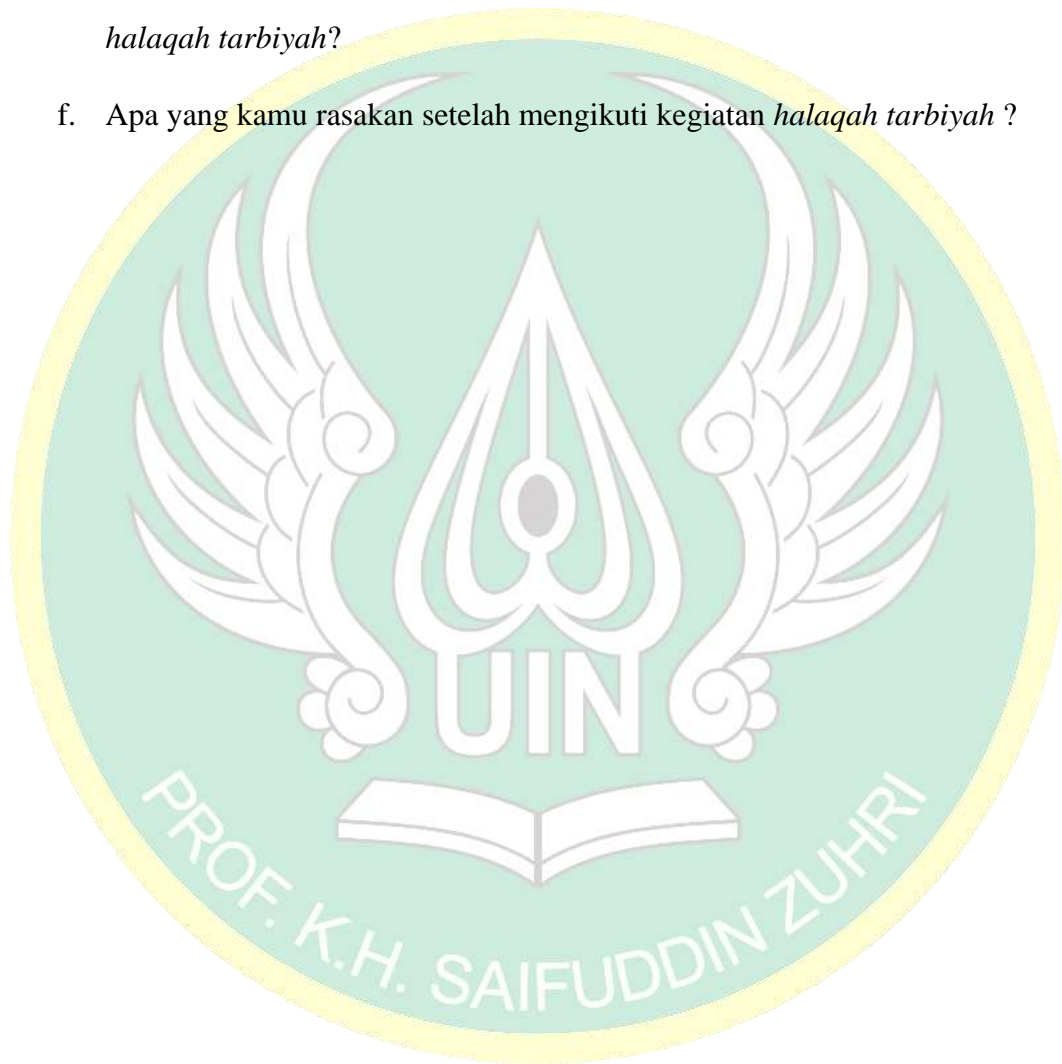 halaqah tarbiyah?
f. Apa yang kamu rasakan setelah mengikuti kegiatan halaqah tarbiyah ?
UIN
PROF. K.H. SAIFUDDIN ZUHRI